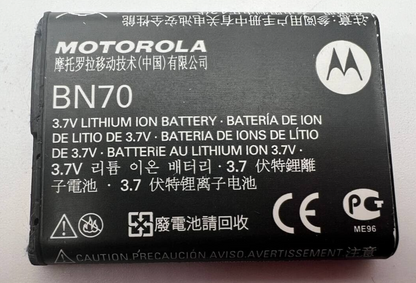 MOTOROLA
摩托罗拉移动技术(中国)有限公司
BN70
3.7V LITHIUM ION BATTERY · BATERÍA DE ION
DE LITIO DE 3.7V · BATERIA DE IONS DE LÍTIO
DE 3.7V · BATTERIE AU LITHIUM ION 3.7V ·
3.7V 리튬 이온 배터리 · 3.7 伏特鋰離
子電池 · 3.7 伏特锂离子电池
廢電池請回收 CE PG
ME96
CAUTION PRECAUCIÓN AVISO AVERTISSEMENT 注意